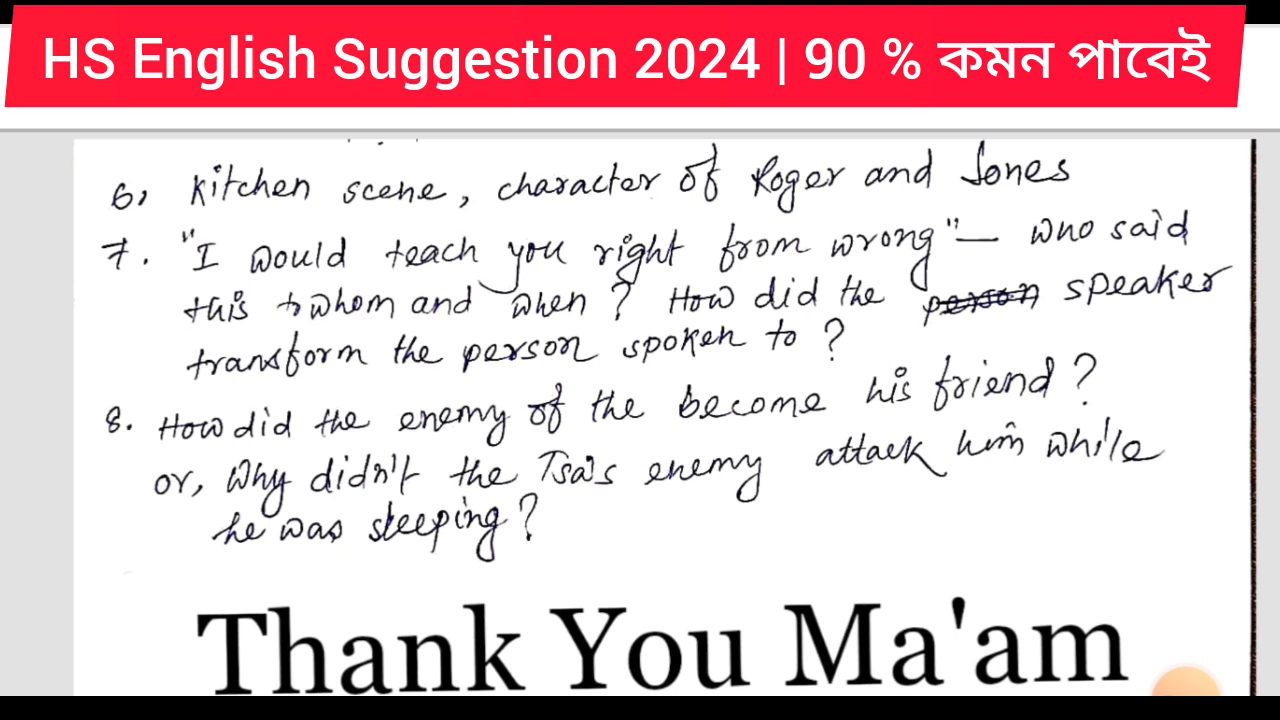 HS English Suggestion 2024 | 90 % কমন পাবেই
6, Kitchen scene, character of Roger and Jones
7. "I would teach you right from wrong" – who said
this to whom and when? How did the person speaker
transform the person spoken to?
8. How did the enemy of the become his friend?
or, Why didn't the Tsa's enemy attack him while
he was sleeping?
Thank You Ma'am